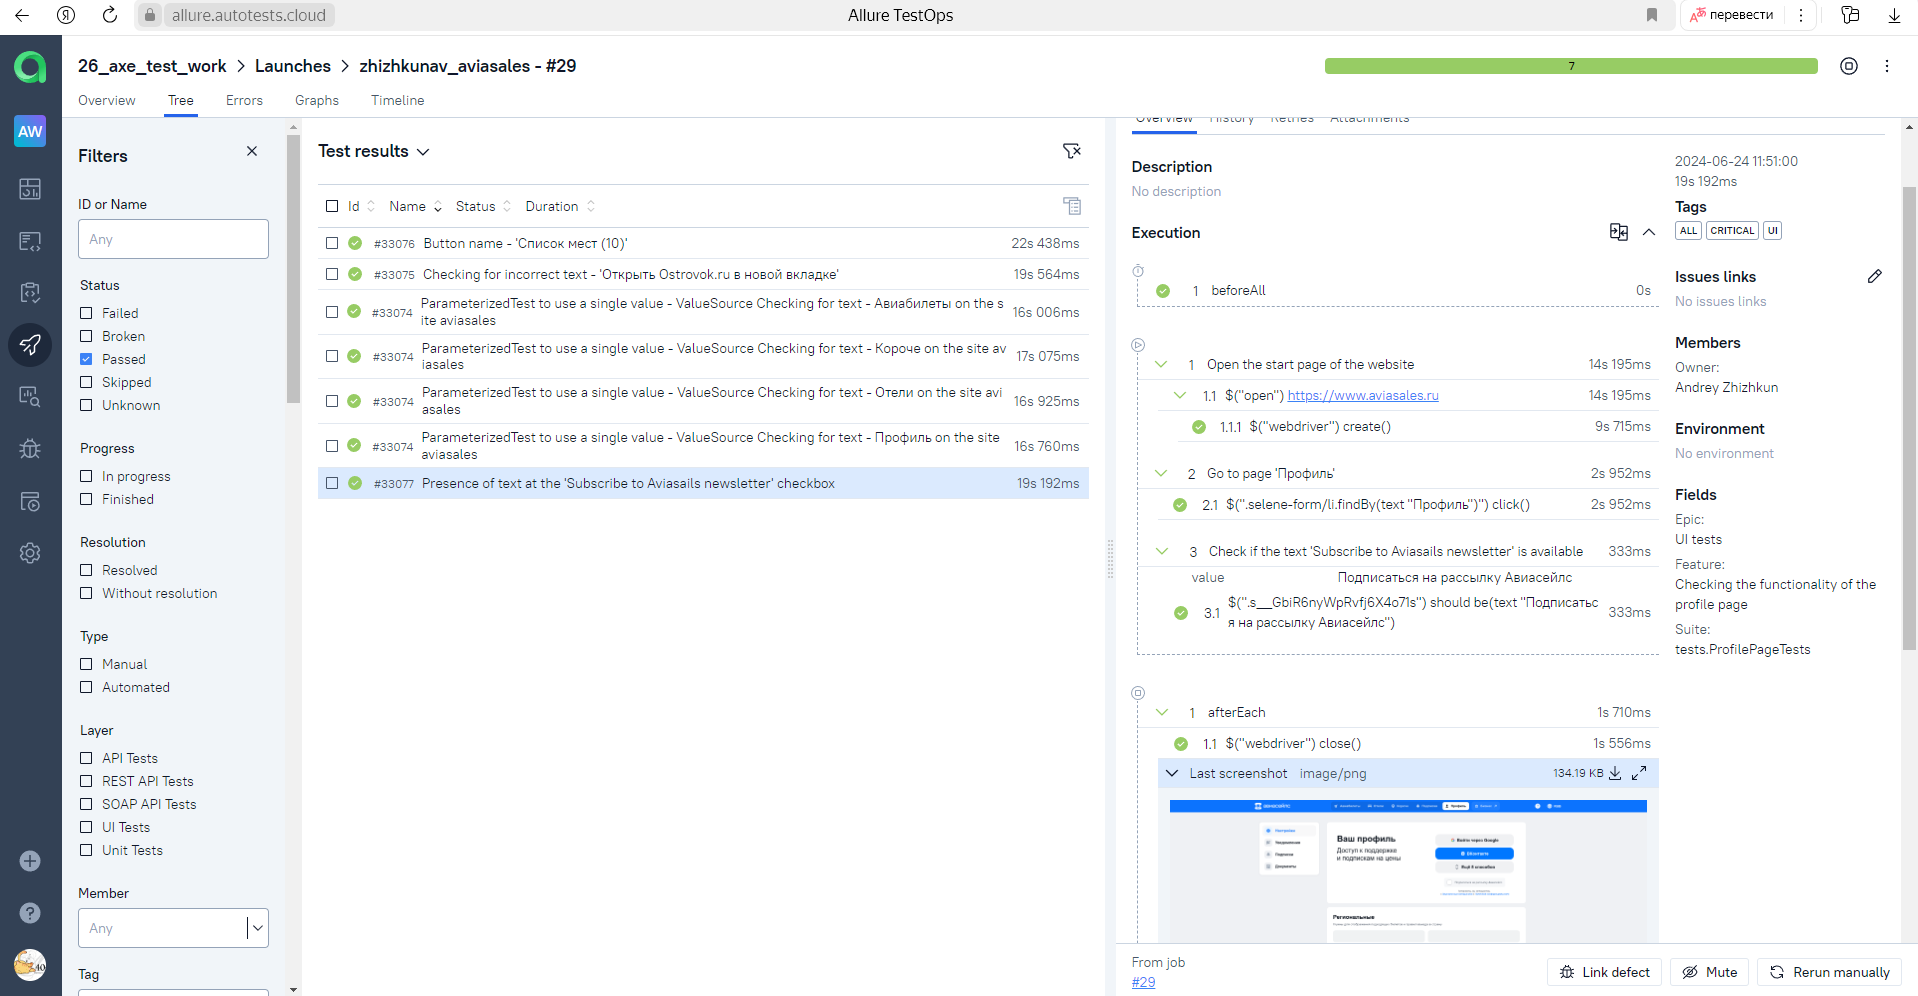 allure.autotests.cloud
Allure TestOps
перевести
26_axe_test_work > Launches > zhizhkunav_aviasales - #29
7
Overview
Tree
Errors
Graphs
Timeline
AW
Filters
ID or Name
Any
Status
Failed
Broken
Passed
Skipped
Unknown
Progress
In progress
Finished
Resolution
Resolved
Without resolution
Type
Manual
Automated
Layer
API Tests
REST API Tests
SOAP API Tests
UI Tests
Unit Tests
Member
Any
Tag
Test results
Id Name Status Duration
#33076 Button name - 'Список мест (10)' 22s 438ms
#33075 Checking for incorrect text - 'Открыть Ostrovok.ru в новой вкладке' 19s 564ms
#33074 ParameterizedTest to use a single value - ValueSource Checking for text - Авиабилеты on the s
ite aviasales 16s 006ms
#33074 ParameterizedTest to use a single value - ValueSource Checking for text - Короче on the site av
iasales 17s 075ms
#33074 ParameterizedTest to use a single value - ValueSource Checking for text - Отели on the site avi
asales 16s 925ms
#33074 ParameterizedTest to use a single value - ValueSource Checking for text - Профиль on the site
aviasales 16s 760ms
#33077 Presence of text at the 'Subscribe to Aviasails newsletter' checkbox 19s 192ms
Overview History Retries Attachments
Description
No description
Execution
1 beforeAll 0s
1 Open the start page of the website 14s 195ms
1.1 $("open") https://www.aviasales.ru 14s 195ms
1.1.1 $("webdriver") create() 9s 715ms
2 Go to page 'Профиль' 2s 952ms
2.1 $(".selene-form/li.findBy(text "Профиль")") click() 2s 952ms
3 Check if the text 'Subscribe to Aviasails newsletter' is available 333ms
value Подписаться на рассылку Авиасейлс
3.1 $(".s__GbiR6nyWpRvfj6X4o71s") should be(text "Подписатьс
я на рассылку Авиасейлс") 333ms
1 afterEach 1s 710ms
1.1 $("webdriver") close() 1s 556ms
Last screenshot image/png 134.19 KB
Ваш профиль
Доступ к поддержке
и подпискам на цены
Войти через Google
Региональные
2024-06-24 11:51:00
19s 192ms
Tags
ALL CRITICAL UI
Issues links
No issues links
Members
Owner:
Andrey Zhizhkun
Environment
No environment
Fields
Epic:
UI tests
Feature:
Checking the functionality of the
profile page
Suite:
tests.ProfilePageTests
From job
#29
Link defect
Mute
Rerun manually